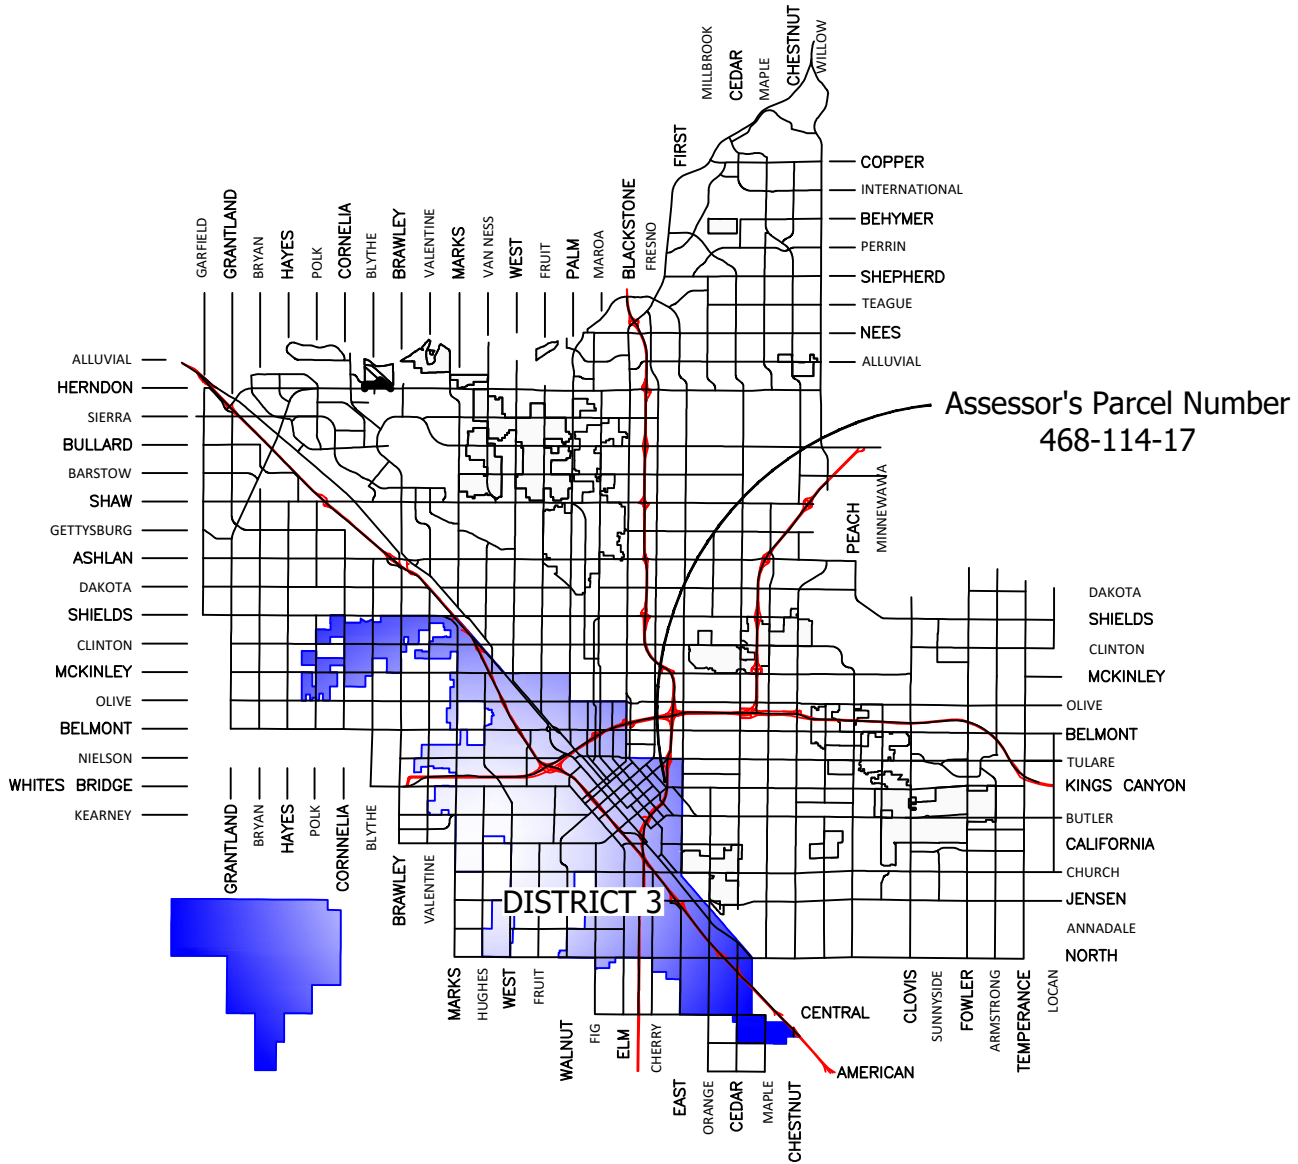 MILLBROOK
CEDAR
MAPLE
CHESTNUT
WILLOW
FIRST
COPPER
INTERNATIONAL
BEHYMER
PERRIN
SHEPHERD
TEAGUE
NEES
ALLUVIAL
GARFIELD
GRANTLAND
BRYAN
HAYES
POLK
CORNELIA
BLYTHE
BRAWLEY
VALENTINE
MARKS
VAN NESS
WEST
FRUIT
PALM
MAROA
BLACKSTONE
FRESNO
ALLUVIAL
HERNDON
SIERRA
BULLARD
BARSTOW
SHAW
GETTYSBURG
ASHLAN
DAKOTA
SHIELDS
CLINTON
MCKINLEY
OLIVE
BELMONT
NIELSON
WHITES BRIDGE
KEARNEY
Assessor's Parcel Number
468-114-17
PEACH
MINNEWAWA
DAKOTA
SHIELDS
CLINTON
MCKINLEY
OLIVE
BELMONT
TULARE
KINGS CANYON
BUTLER
CALIFORNIA
CHURCH
JENSEN
ANNADALE
NORTH
GRANTLAND
BRYAN
HAYES
POLK
CORNNELIA
BLYTHE
BRAWLEY
VALENTINE
DISTRICT 3
MARKS
HUGHES
WEST
FRUIT
WALNUT
FIG
ELM
CHERRY
EAST
ORANGE
CEDAR
MAPLE
CHESTNUT
CENTRAL
AMERICAN
CLOVIS
SUNNYSIDE
FOWLER
ARMSTRONG
TEMPERANCE
LOCAN